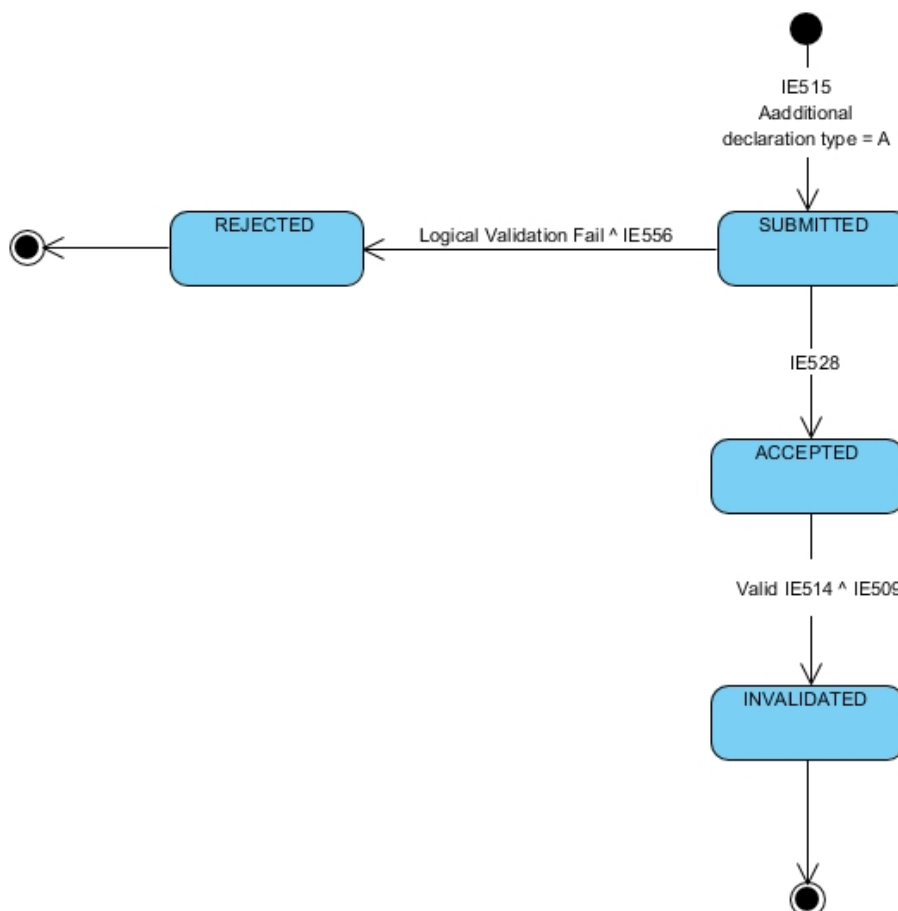 IE515
Aadditional
declaration type = A
REJECTED
SUBMITTED
Logical Validation Fail ^ IE556
IE528
ACCEPTED
Valid IE514 ^ IE509
INVALIDATED